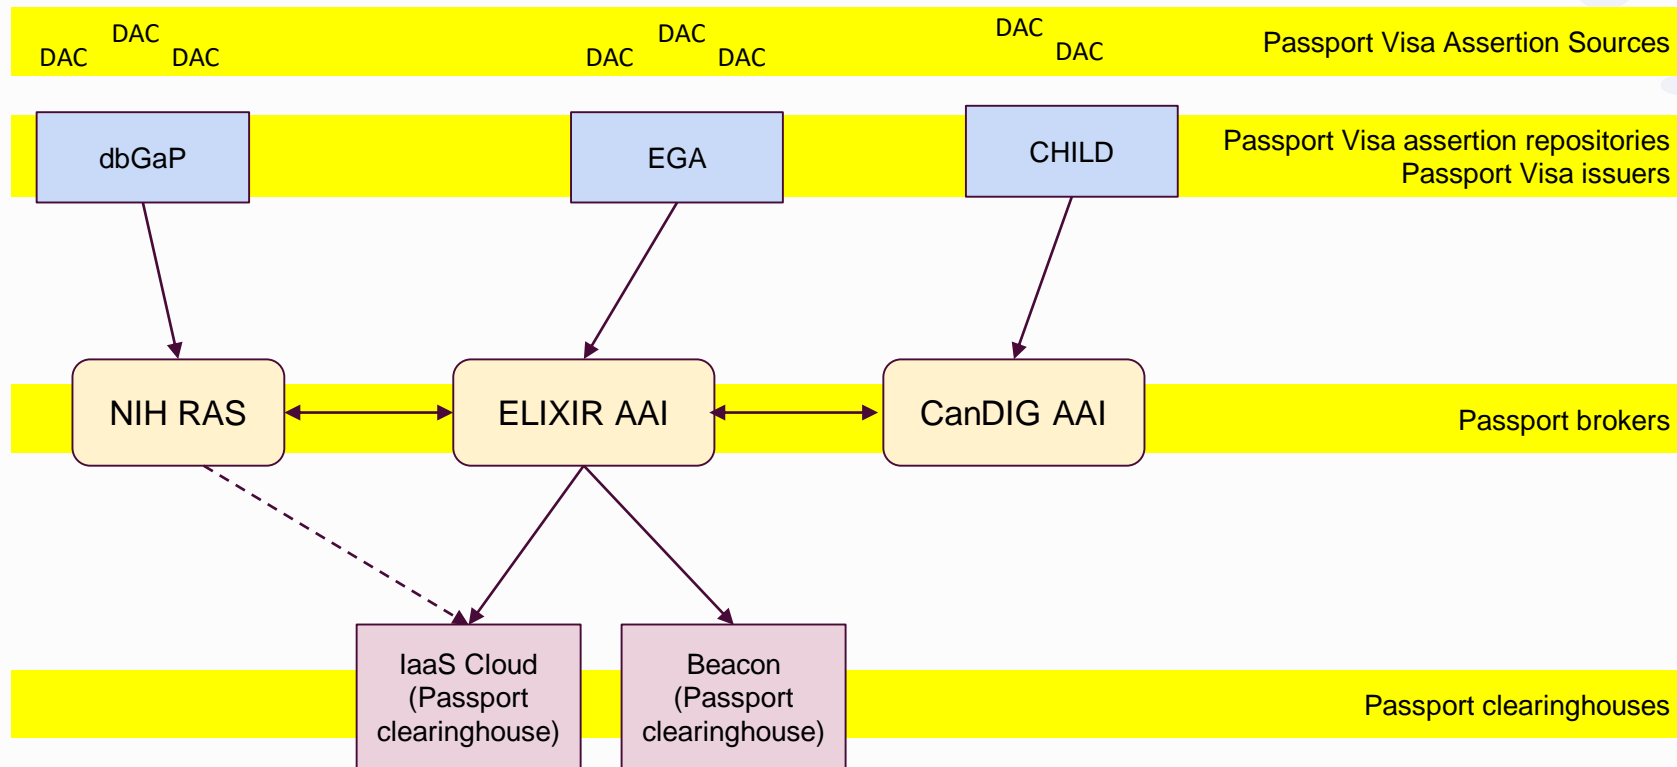 DAC
DAC
DAC
DAC
DAC
DAC
DAC
DAC
Passport Visa Assertion Sources
dbGaP
EGA
CHILD
Passport Visa assertion repositories
Passport Visa issuers
NIH RAS
ELIXIR AAI
CanDIG AAI
Passport brokers
IaaS Cloud
(Passport
clearinghouse)
Beacon
(Passport
clearinghouse)
Passport clearinghouses